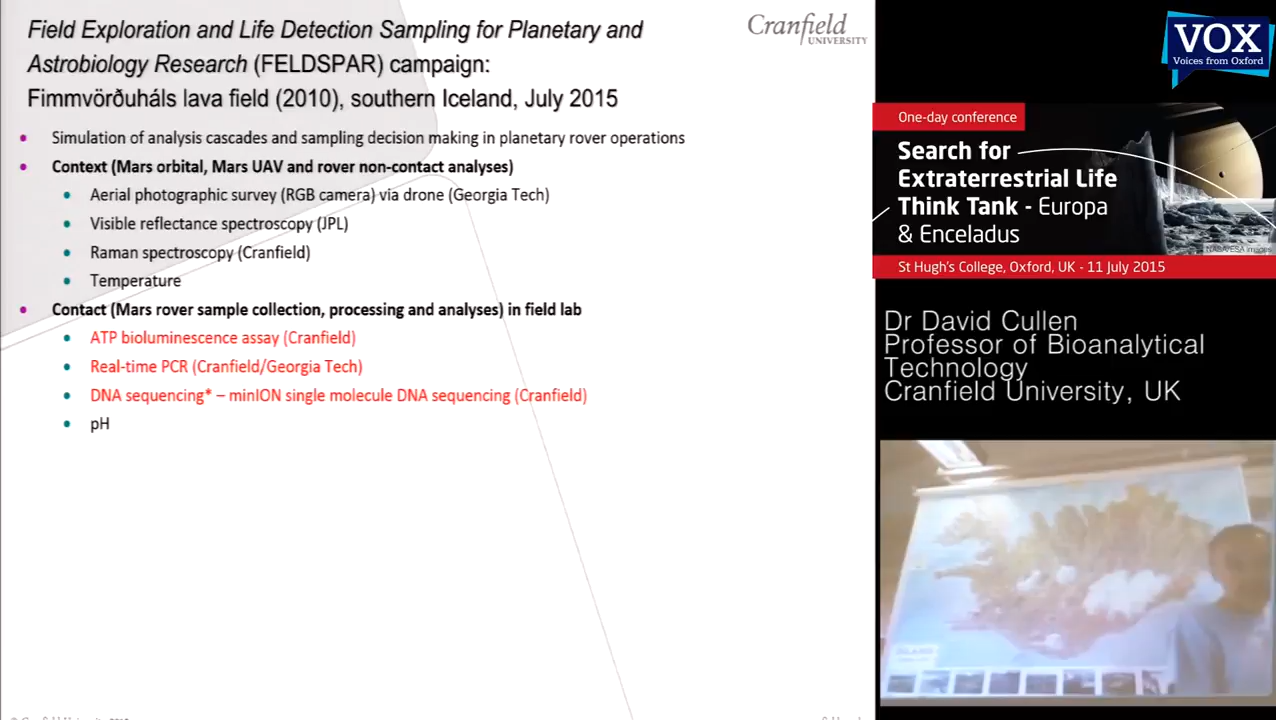 Field Exploration and Life Detection Sampling for Planetary and
Astrobiology Research (FELDSPAR) campaign:
Fimmvörðuháls lava field (2010), southern Iceland, July 2015
Cranfield
UNIVERSITY
• Simulation of analysis cascades and sampling decision making in planetary rover operations
• Context (Mars orbital, Mars UAV and rover non-contact analyses)
• Aerial photographic survey (RGB camera) via drone (Georgia Tech)
• Visible reflectance spectroscopy (JPL)
• Raman spectroscopy (Cranfield)
• Temperature
• Contact (Mars rover sample collection, processing and analyses) in field lab
• ATP bioluminescence assay (Cranfield)
• Real-time PCR (Cranfield/Georgia Tech)
• DNA sequencing* – minION single molecule DNA sequencing (Cranfield)
• pH
VOX
Voices from Oxford
One-day conference
Search for
Extraterrestrial Life
Think Tank - Europa
& Enceladus
NASA/ESA images
St Hugh's College, Oxford, UK - 11 July 2015
Dr David Cullen
Professor of Bioanalytical
Technology
Cranfield University, UK